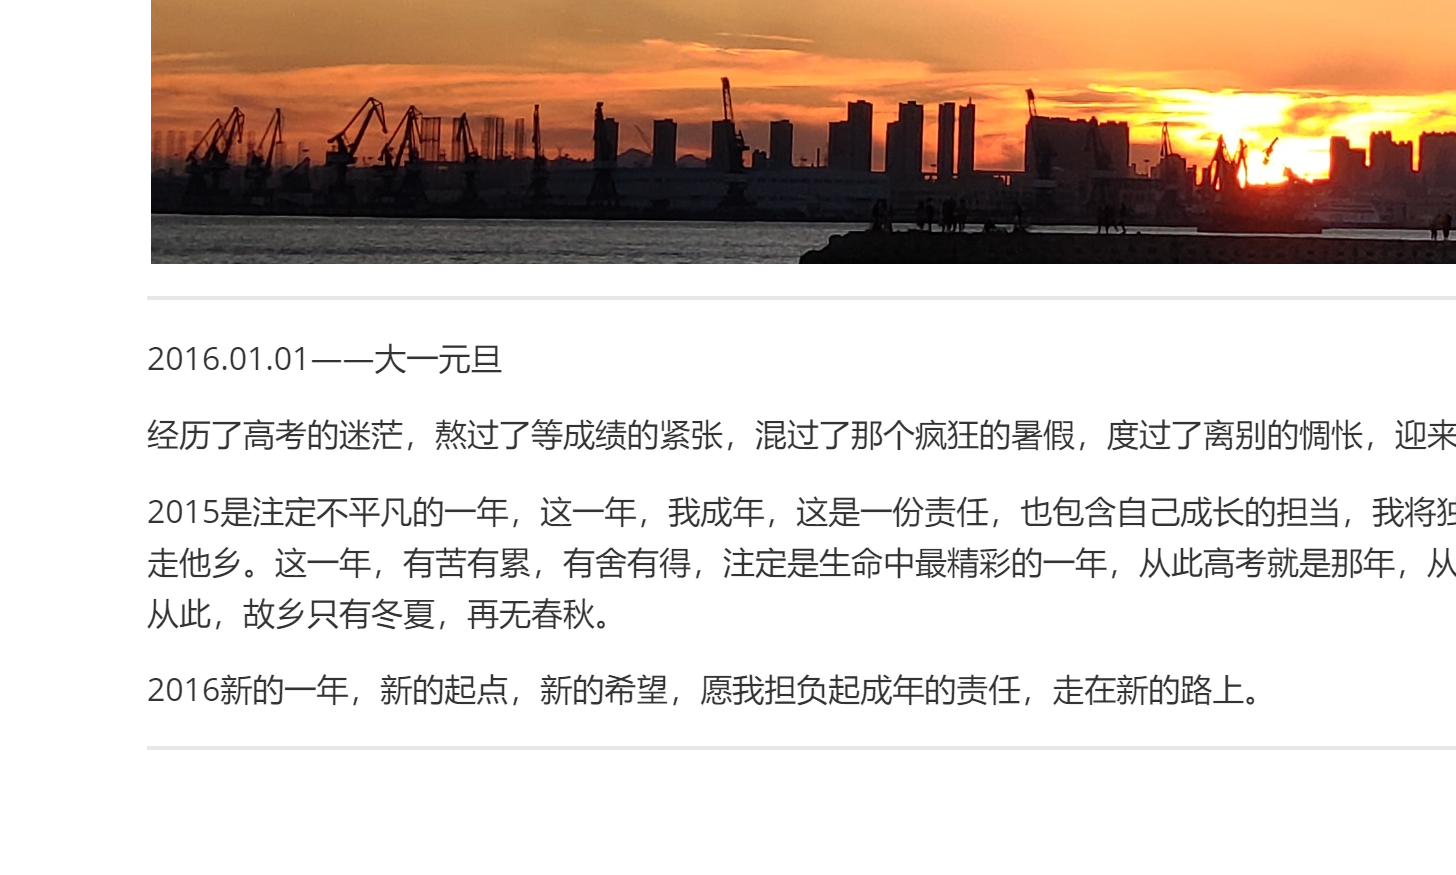 2016.01.01——大一元旦
经历了高考的迷茫，熬过了等成绩的紧张，混过了那个疯狂的暑假，度过了离别的惆怅，迎来
2015是注定不平凡的一年，这一年，我成年，这是一份责任，也包含自己成长的担当，我将独
走他乡。这一年，有苦有累，有舍有得，注定是生命中最精彩的一年，从此高考就是那年，从
从此，故乡只有冬夏，再无春秋。
2016新的一年，新的起点，新的希望，愿我担负起成年的责任，走在新的路上。